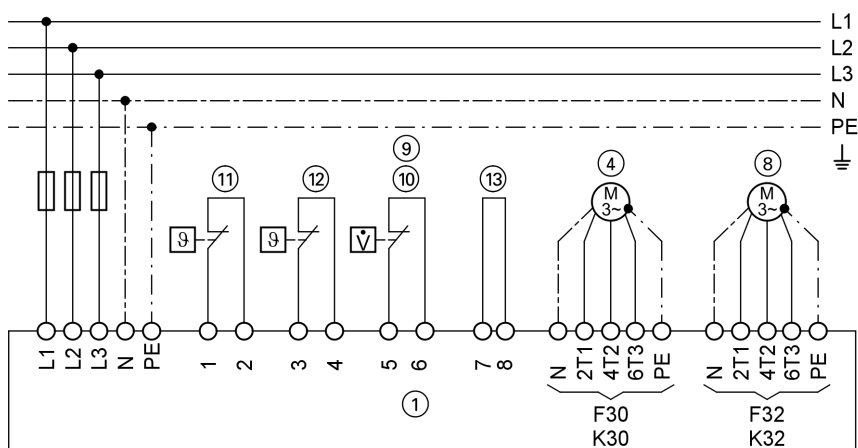 L1
L2
L3
N
PE
9
11 12 10 13 4 8
M 3~ M 3~
ϑ ϑ V̇
L1 L2 L3 N PE 1 2 3 4 5 6 7 8 N 2T1 4T2 6T3 PE N 2T1 4T2 6T3 PE
1
F30 F32
K30 K32